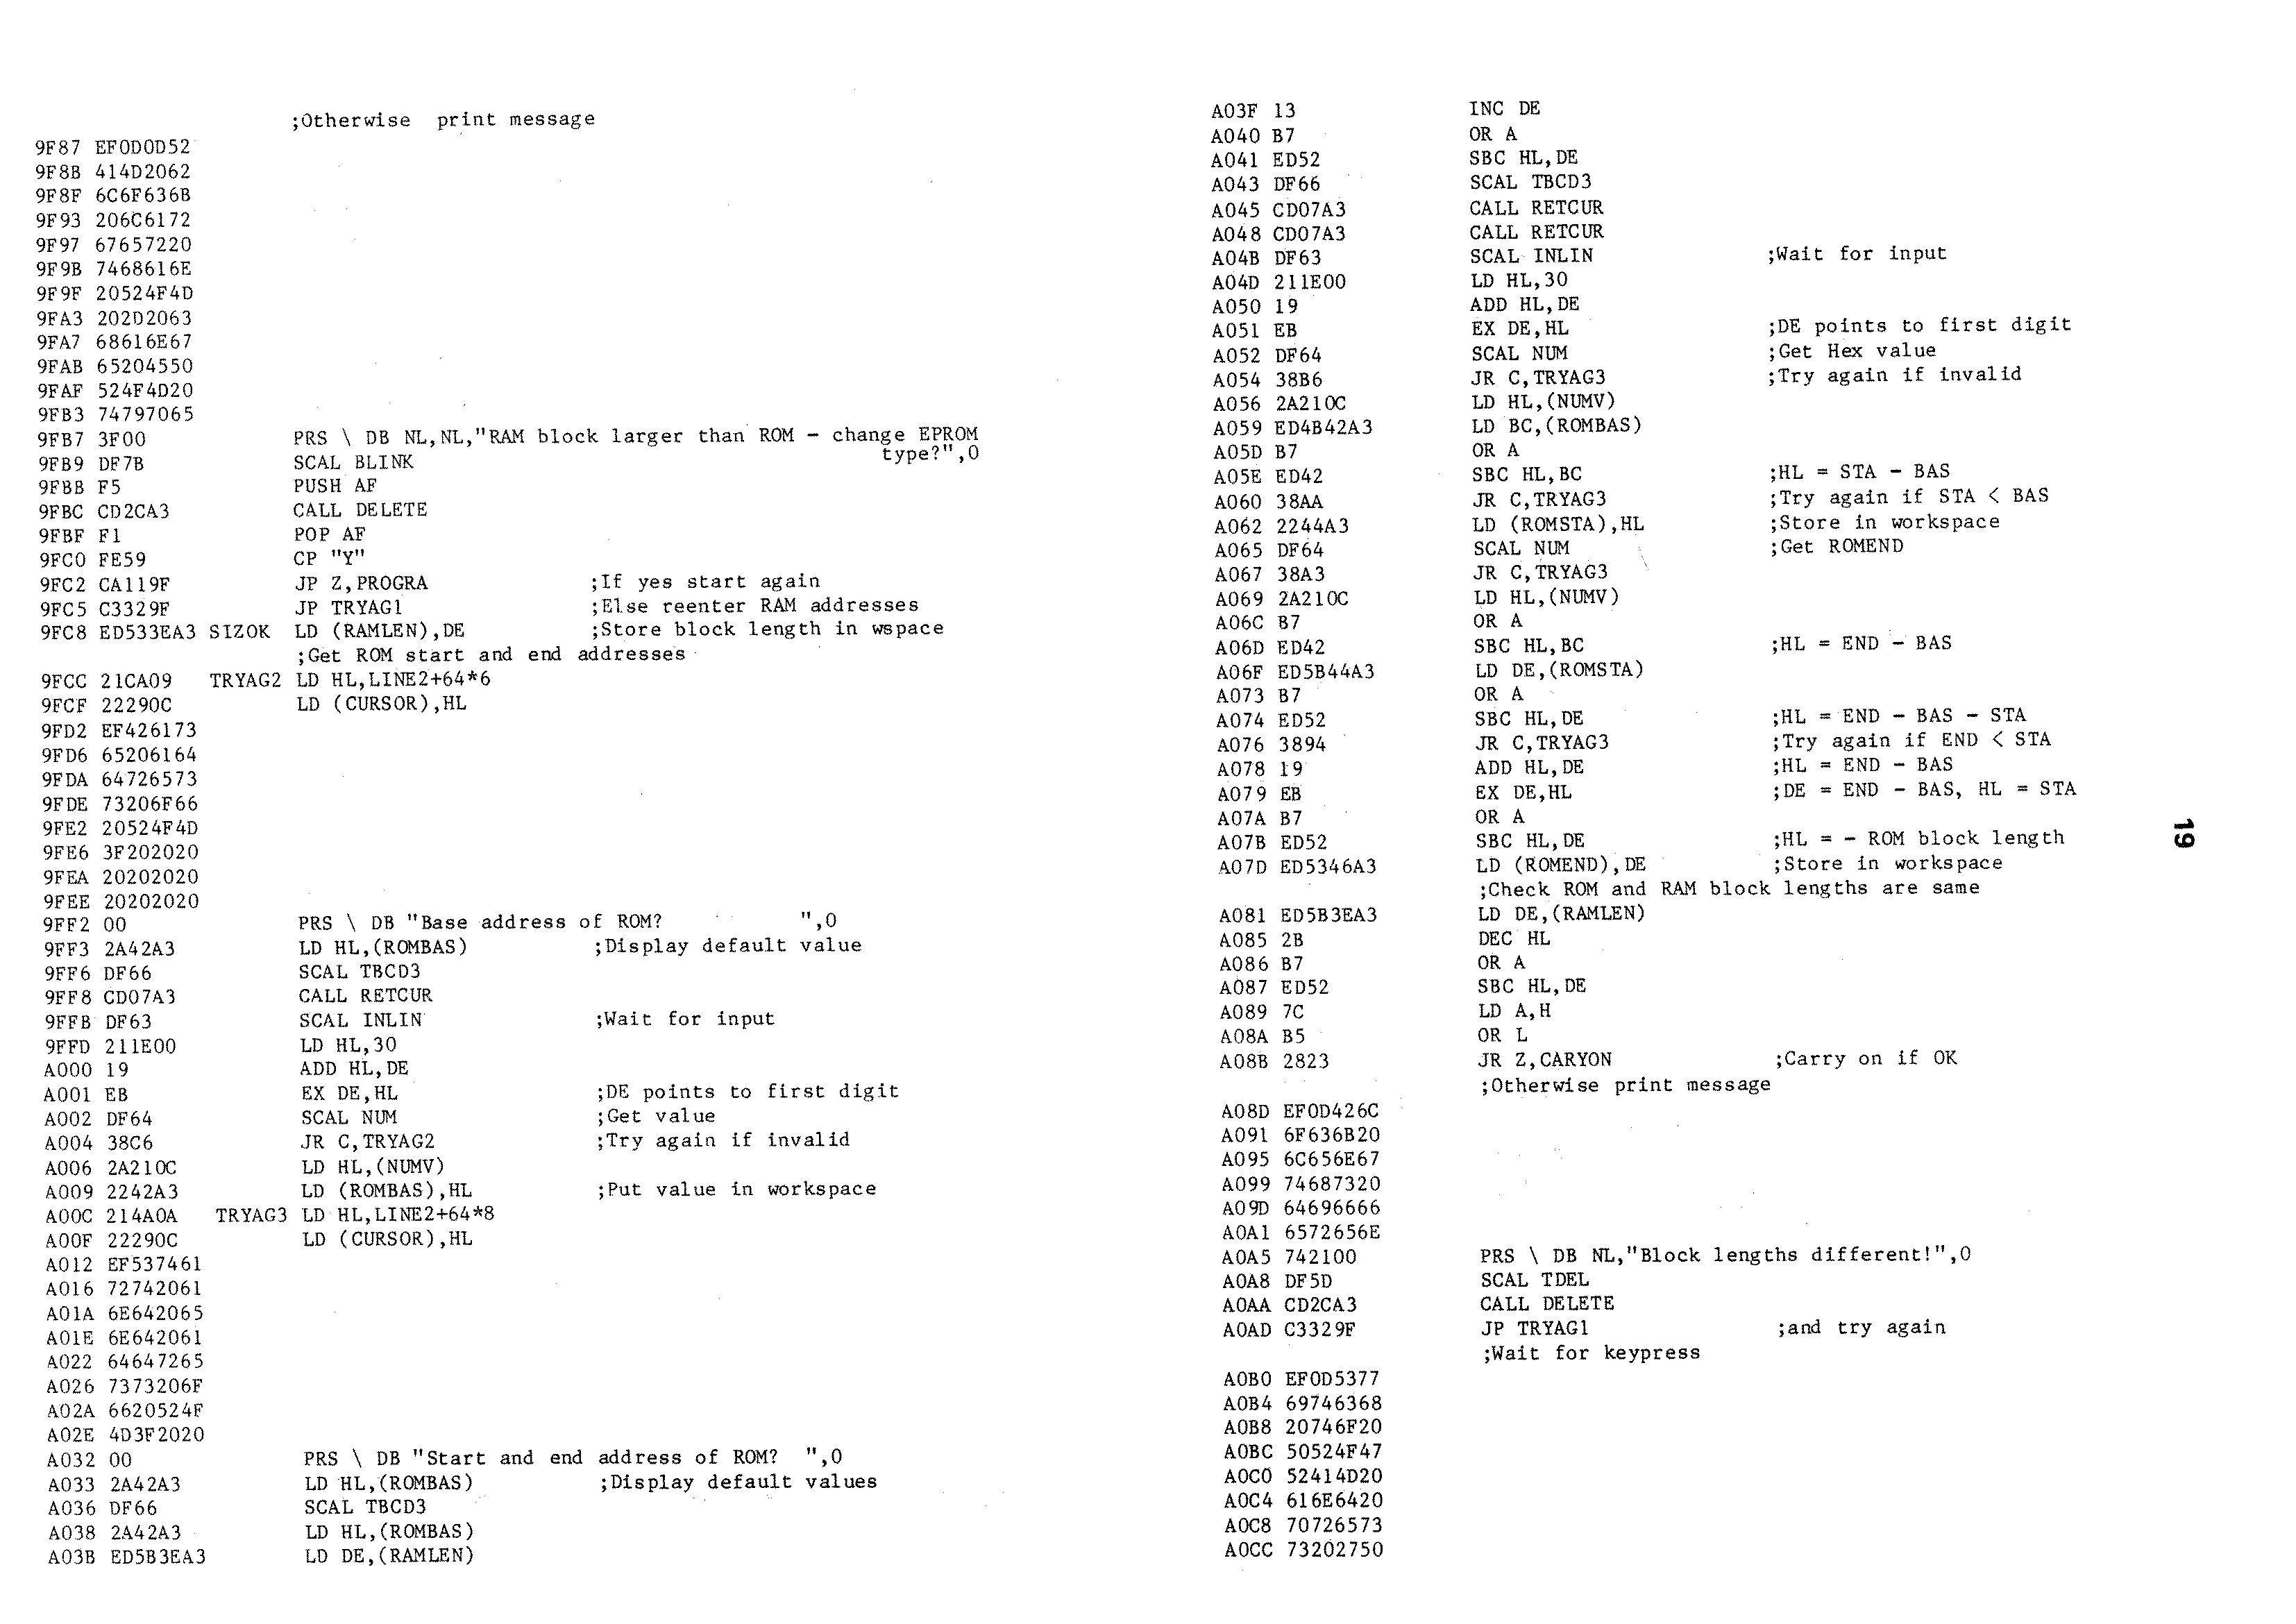 ;Otherwise  print message
9F87 EF0D0D52
9F8B 414D2062
9F8F 6C6F636B
9F93 206C6172
9F97 67657220
9F9B 7468616E
9F9F 20524F4D
9FA3 202D2063
9FA7 68616E67
9FAB 65204550
9FAF 524F4D20
9FB3 74797065
9FB7 3F00 PRS \ DB NL,NL,"RAM block larger than ROM - change EPROM
type?",0
9FB9 DF7B SCAL BLINK
9FBB F5 PUSH AF
9FBC CD2CA3 CALL DELETE
9FBF F1 POP AF
9FC0 FE59 CP "Y"
9FC2 CA119F JP Z,PROGRA ;If yes start again
9FC5 C3329F JP TRYAG1 ;Else reenter RAM addresses
9FC8 ED533EA3 SIZOK LD (RAMLEN),DE ;Store block length in wspace
;Get ROM start and end addresses
9FCC 21CA09 TRYAG2 LD HL,LINE2+64*6
9FCF 22290C LD (CURSOR),HL
9FD2 EF426173
9FD6 65206164
9FDA 64726573
9FDE 73206F66
9FE2 20524F4D
9FE6 3F202020
9FEA 20202020
9FEE 20202020
9FF2 00 PRS \ DB "Base address of ROM?           ",0
9FF3 2A42A3 LD HL,(ROMBAS) ;Display default value
9FF6 DF66 SCAL TBCD3
9FF8 CD07A3 CALL RETCUR
9FFB DF63 SCAL INLIN ;Wait for input
9FFD 211E00 LD HL,30
A000 19 ADD HL,DE
A001 EB EX DE,HL ;DE points to first digit
A002 DF64 SCAL NUM ;Get value
A004 38C6 JR C,TRYAG2 ;Try again if invalid
A006 2A210C LD HL,(NUMV)
A009 2242A3 LD (ROMBAS),HL ;Put value in workspace
A00C 214A0A TRYAG3 LD HL,LINE2+64*8
A00F 22290C LD (CURSOR),HL
A012 EF537461
A016 72742061
A01A 6E642065
A01E 6E642061
A022 64647265
A026 7373206F
A02A 6620524F
A02E 4D3F2020
A032 00 PRS \ DB "Start and end address of ROM?  ",0
A033 2A42A3 LD HL,(ROMBAS) ;Display default values
A036 DF66 SCAL TBCD3
A038 2A42A3 LD HL,(ROMBAS)
A03B ED5B3EA3 LD DE,(RAMLEN)
A03F 13 INC DE
A040 B7 OR A
A041 ED52 SBC HL,DE
A043 DF66 SCAL TBCD3
A045 CD07A3 CALL RETCUR
A048 CD07A3 CALL RETCUR
A04B DF63 SCAL INLIN ;Wait for input
A04D 211E00 LD HL,30
A050 19 ADD HL,DE
A051 EB EX DE,HL ;DE points to first digit
A052 DF64 SCAL NUM ;Get Hex value
A054 38B6 JR C,TRYAG3 ;Try again if invalid
A056 2A210C LD HL,(NUMV)
A059 ED4B42A3 LD BC,(ROMBAS)
A05D B7 OR A
A05E ED42 SBC HL,BC ;HL = STA - BAS
A060 38AA JR C,TRYAG3 ;Try again if STA < BAS
A062 2244A3 LD (ROMSTA),HL ;Store in workspace
A065 DF64 SCAL NUM ;Get ROMEND
A067 38A3 JR C,TRYAG3
A069 2A210C LD HL,(NUMV)
A06C B7 OR A
A06D ED42 SBC HL,BC ;HL = END - BAS
A06F ED5B44A3 LD DE,(ROMSTA)
A073 B7 OR A
A074 ED52 SBC HL,DE ;HL = END - BAS - STA
A076 3894 JR C,TRYAG3 ;Try again if END < STA
A078 19 ADD HL,DE ;HL = END - BAS
A079 EB EX DE,HL ;DE = END - BAS, HL = STA
A07A B7 OR A
A07B ED52 SBC HL,DE ;HL = - ROM block length
A07D ED5346A3 LD (ROMEND),DE ;Store in workspace
;Check ROM and RAM block lengths are same
A081 ED5B3EA3 LD DE,(RAMLEN)
A085 2B DEC HL
A086 B7 OR A
A087 ED52 SBC HL,DE
A089 7C LD A,H
A08A B5 OR L
A08B 2823 JR Z,CARYON ;Carry on if OK
;Otherwise print message
A08D EF0D426C
A091 6F636B20
A095 6C656E67
A099 74687320
A09D 64696666
A0A1 6572656E
A0A5 742100 PRS \ DB NL,"Block lengths different!",0
A0A8 DF5D SCAL TDEL
A0AA CD2CA3 CALL DELETE
A0AD C3329F JP TRYAG1 ;and try again
;Wait for keypress
A0B0 EF0D5377
A0B4 69746368
A0B8 20746F20
A0BC 50524F47
A0C0 52414D20
A0C4 616E6420
A0C8 70726573
A0CC 73202750
19